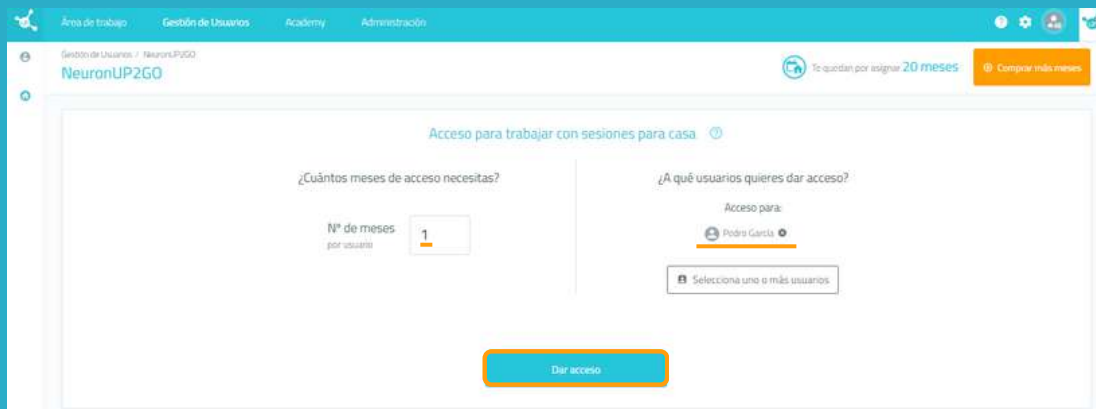 Área de trabajo Gestión de Usuarios Academy Administración
Gestión de Usuarios / NeuronUP2GO
NeuronUP2GO
Te quedan por asignar 20 meses
Comprar más meses
Acceso para trabajar con sesiones para casa
¿Cuántos meses de acceso necesitas?
¿A qué usuarios quieres dar acceso?
Nº de meses
por usuario
1
Acceso para:
Pedro García
Selecciona uno o más usuarios
Dar acceso